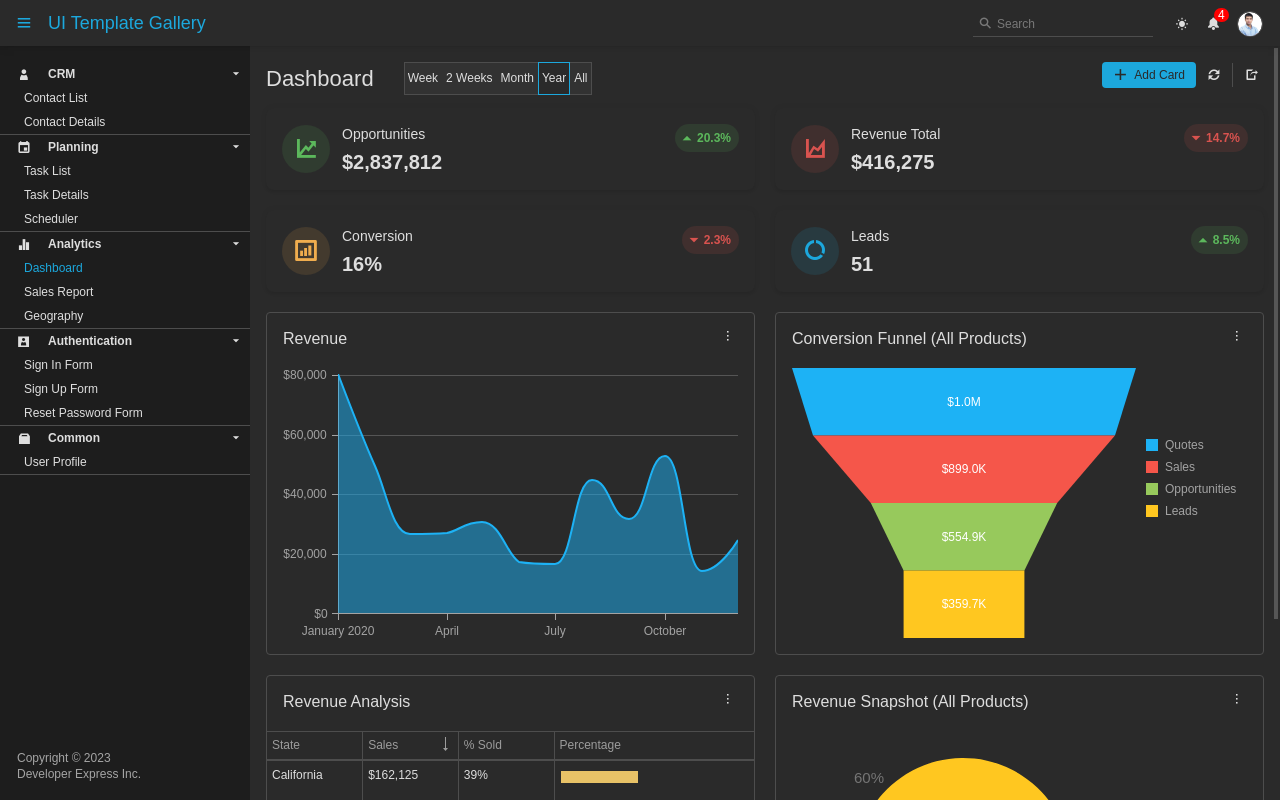 UI Template Gallery
Search
4
CRM
Contact List
Contact Details
Planning
Task List
Task Details
Scheduler
Analytics
Dashboard
Sales Report
Geography
Authentication
Sign In Form
Sign Up Form
Reset Password Form
Common
User Profile
Copyright © 2023
Developer Express Inc.
Dashboard
Week 2 Weeks Month Year All
Add Card
Opportunities
$2,837,812
20.3%
Revenue Total
$416,275
14.7%
Conversion
16%
2.3%
Leads
51
8.5%
Revenue
$80,000
$60,000
$40,000
$20,000
$0
January 2020 April July October
Conversion Funnel (All Products)
$1.0M
$899.0K
$554.9K
$359.7K
Quotes
Sales
Opportunities
Leads
Revenue Analysis
State Sales % Sold Percentage
California $162,125 39%
Revenue Snapshot (All Products)
60%